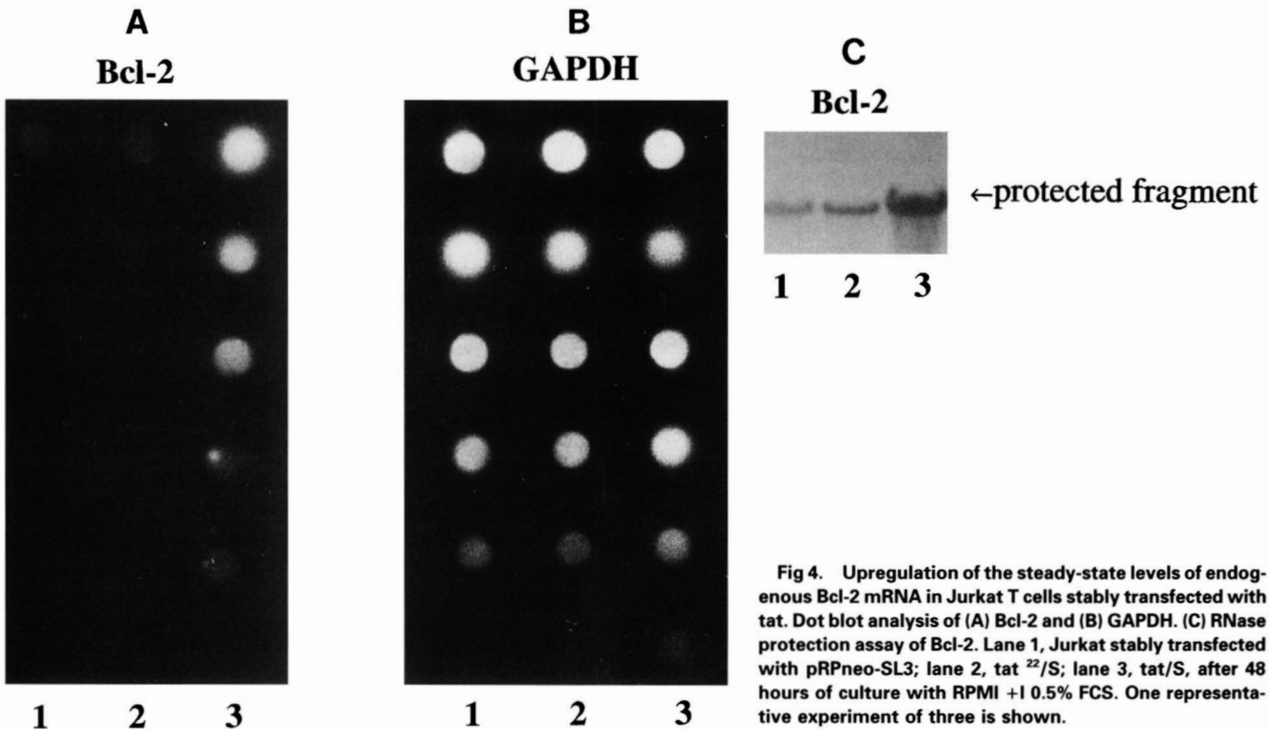 A
Bcl-2
1 2 3
B
GAPDH
1 2 3
C
Bcl-2
←protected fragment
1 2 3
Fig 4. Upregulation of the steady-state levels of endog-
enous Bcl-2 mRNA in Jurkat T cells stably transfected with
tat. Dot blot analysis of (A) Bcl-2 and (B) GAPDH. (C) RNase
protection assay of Bcl-2. Lane 1, Jurkat stably transfected
with pRPneo-SL3; lane 2, tat ²²/S; lane 3, tat/S, after 48
hours of culture with RPMI +I 0.5% FCS. One representa-
tive experiment of three is shown.